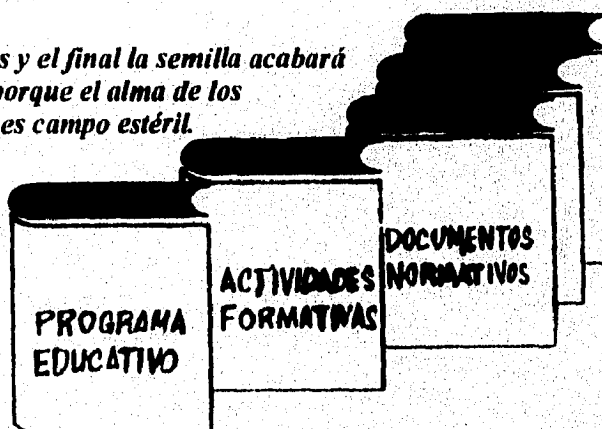 s y el final la semilla acabará
porque el alma de los
es campo estéril.
DOCUMENTOS
NORMATIVOS
ACTIVIDADES
FORMATIVAS
PROGRAMA
EDUCATIVO